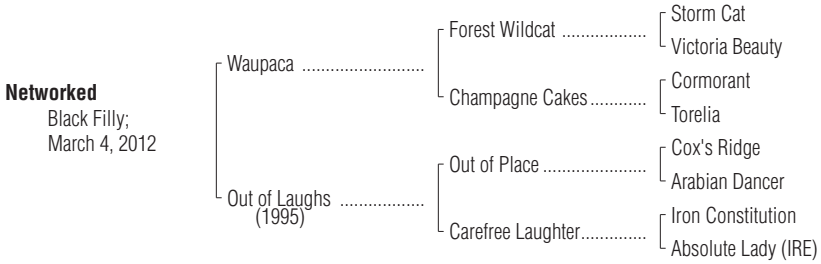 Storm Cat
Forest Wildcat ..................
Victoria Beauty
Waupaca ..........................
Cormorant
Champagne Cakes............
Torelia
Networked
Black Filly;
March 4, 2012
Cox's Ridge
Out of Place ......................
Arabian Dancer
Out of Laughs ..................
(1995)
Iron Constitution
Carefree Laughter..............
Absolute Lady (IRE)